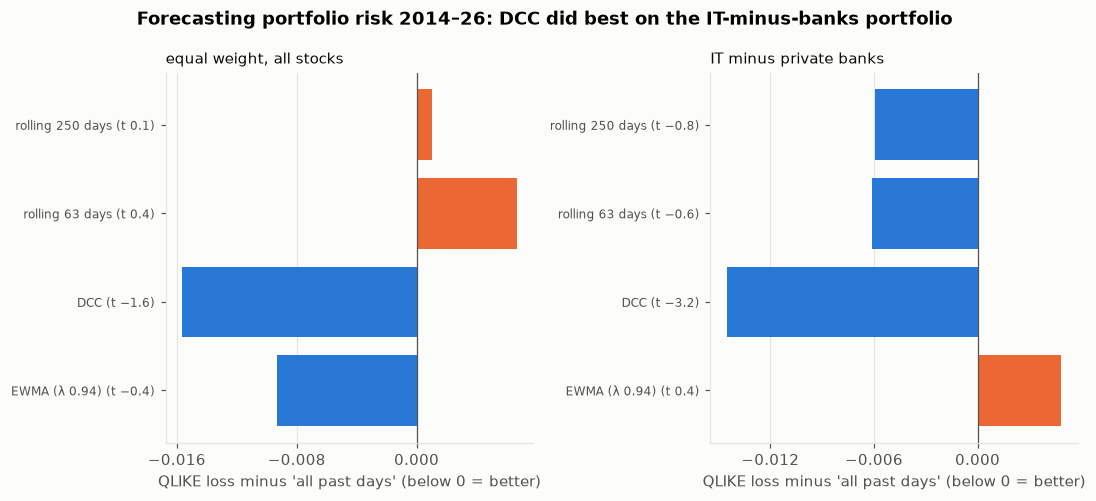 Forecasting portfolio risk 2014–26: DCC did best on the IT-minus-banks portfolio
equal weight, all stocks
rolling 250 days (t 0.1)
rolling 63 days (t 0.4)
DCC (t −1.6)
EWMA (λ 0.94) (t −0.4)
−0.016
−0.008
0.000
QLIKE loss minus 'all past days' (below 0 = better)
IT minus private banks
rolling 250 days (t −0.8)
rolling 63 days (t −0.6)
DCC (t −3.2)
EWMA (λ 0.94) (t 0.4)
−0.012
−0.006
0.000
QLIKE loss minus 'all past days' (below 0 = better)